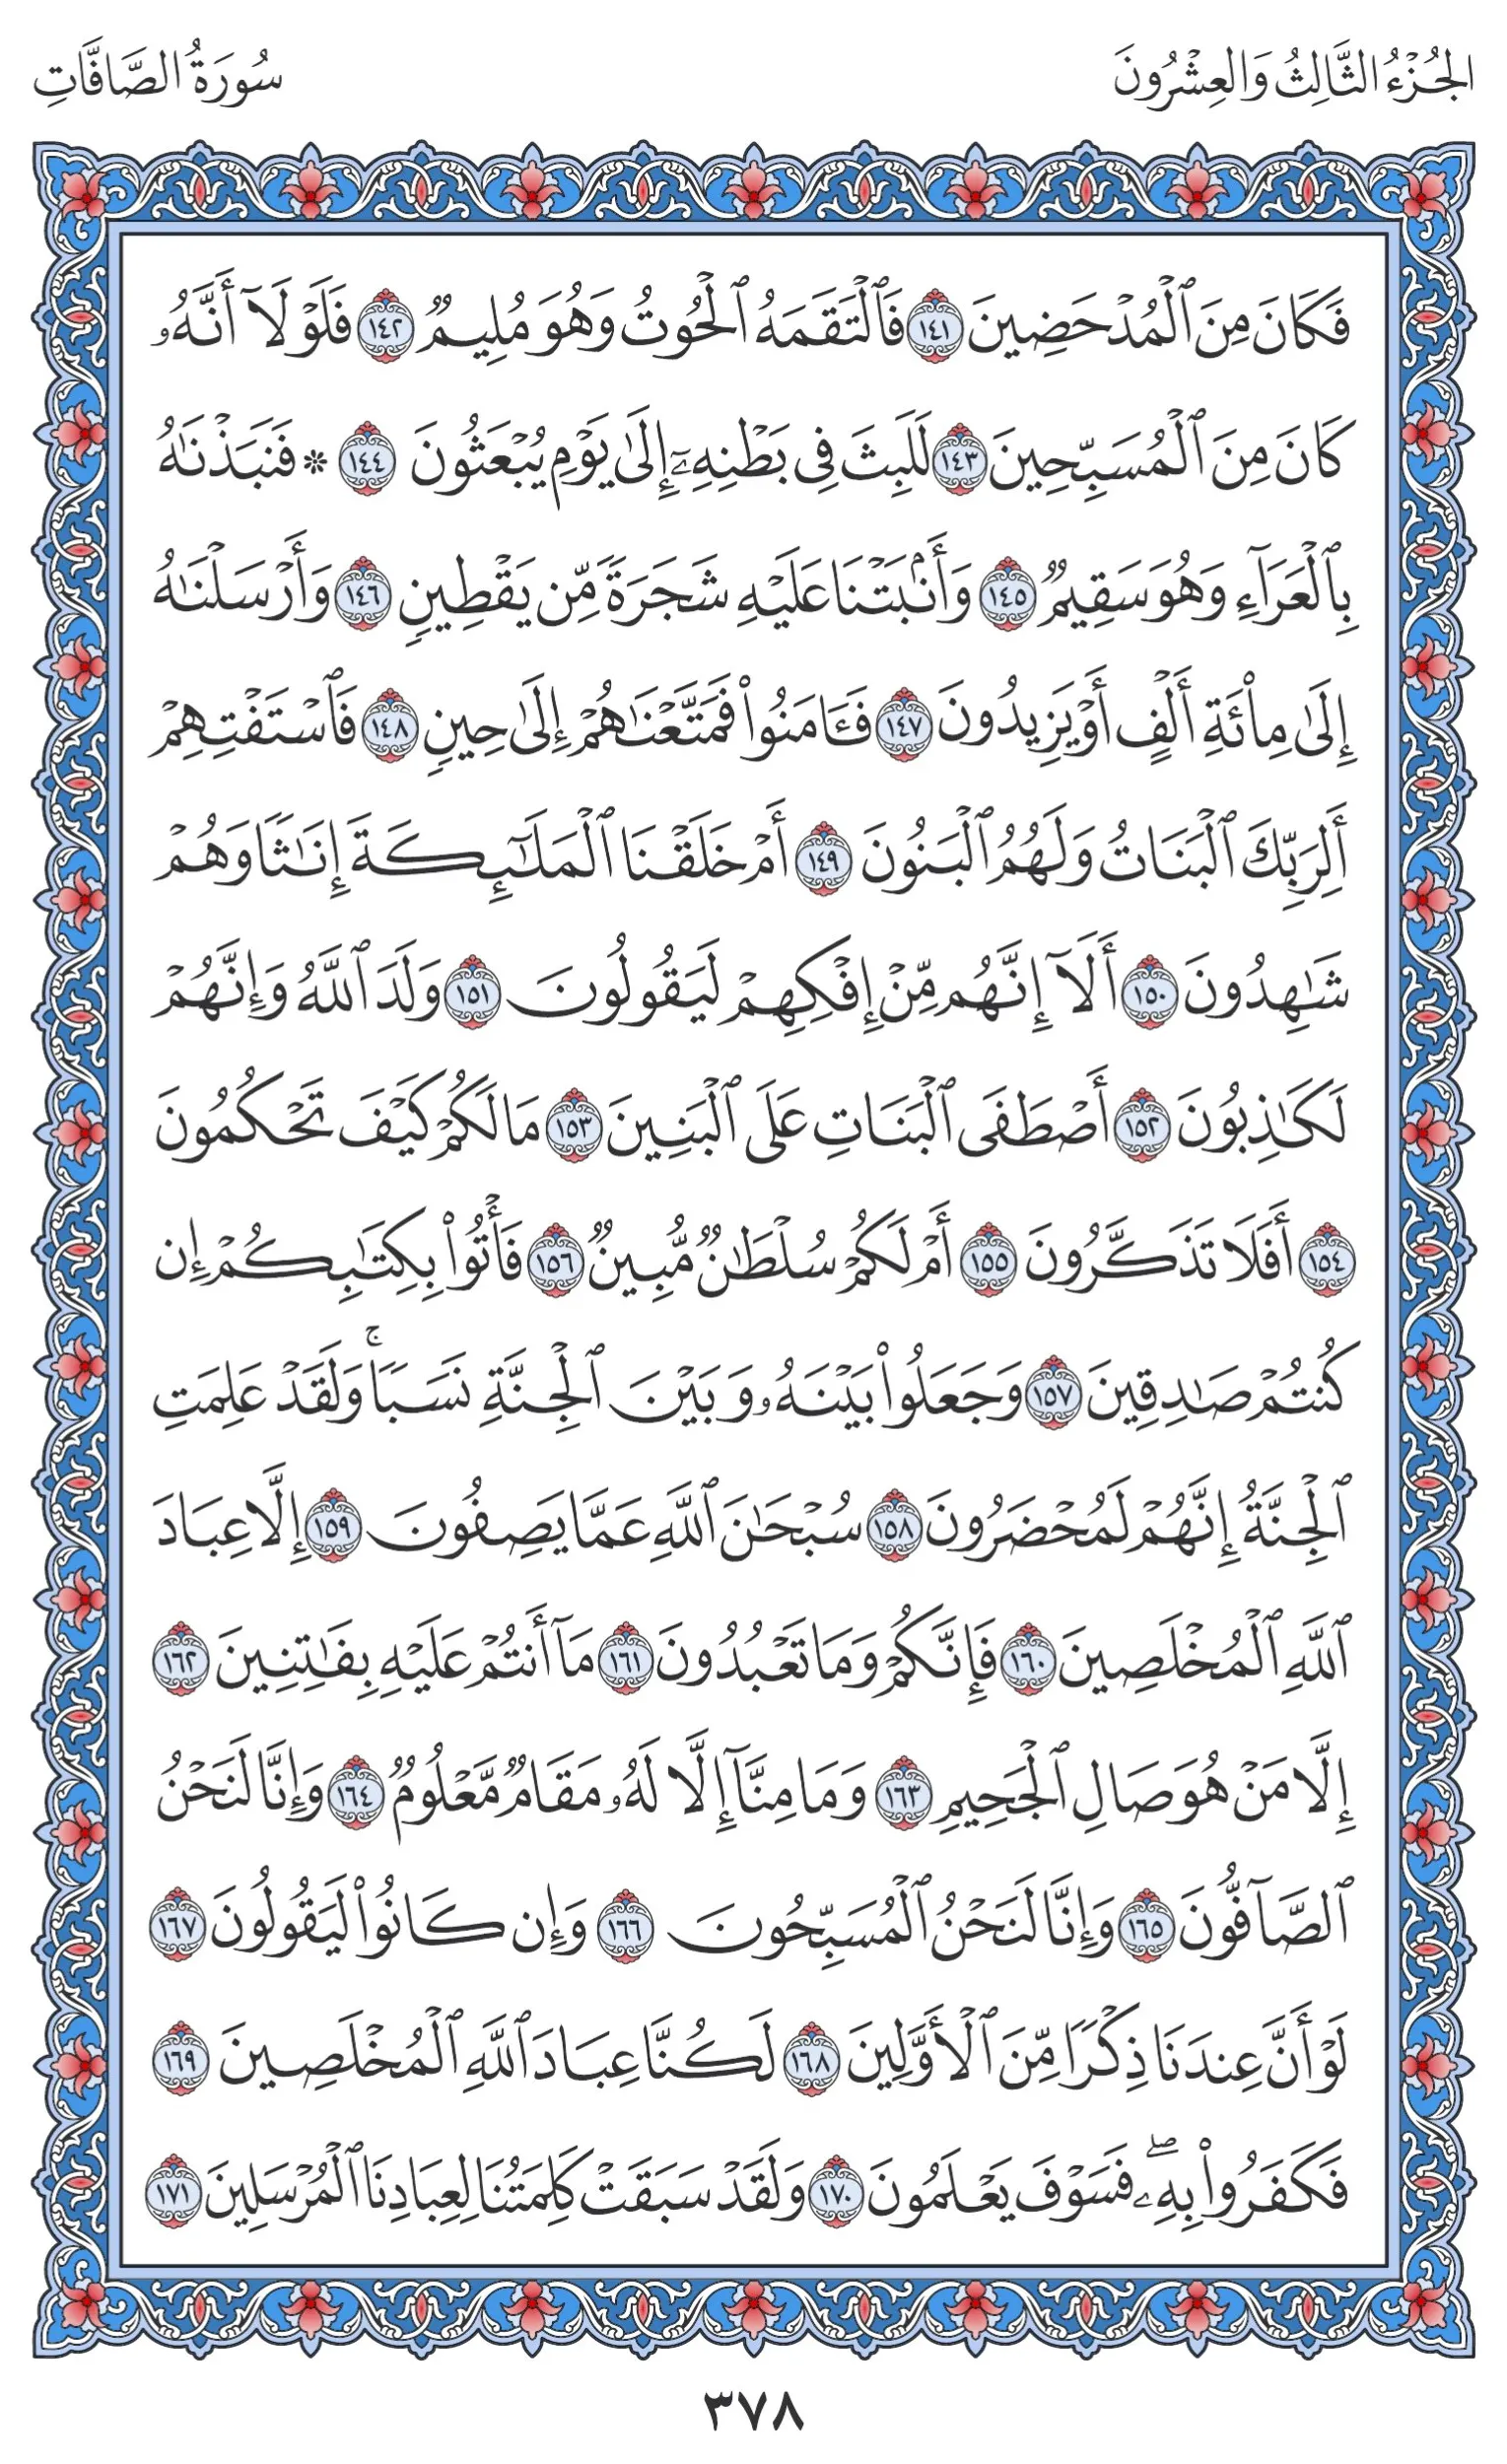 الجُزْءُ الثَّالِثُ وَالعِشْرُونَ
سُورَةُ الصَّافَّاتِ
فَكَانَ مِنَ ٱلْمُدْحَضِينَ ١٤١ فَٱلْتَقَمَهُ ٱلْحُوتُ وَهُوَ مُلِيمٌ ١٤٢ فَلَوْلَآ أَنَّهُۥ
كَانَ مِنَ ٱلْمُسَبِّحِينَ ١٤٣ لَلَبِثَ فِى بَطْنِهِۦٓ إِلَىٰ يَوْمِ يُبْعَثُونَ ١٤٤ * فَنَبَذْنَـٰهُ
بِٱلْعَرَآءِ وَهُوَ سَقِيمٌ ١٤٥ وَأَنۢبَتْنَا عَلَيْهِ شَجَرَةً مِّن يَقْطِينٍ ١٤٦ وَأَرْسَلْنَـٰهُ
إِلَىٰ مِا۟ئَةِ أَلْفٍ أَوْ يَزِيدُونَ ١٤٧ فَـَٔامَنُوا۟ فَمَتَّعْنَـٰهُمْ إِلَىٰ حِينٍ ١٤٨ فَٱسْتَفْتِهِمْ
أَلِرَبِّكَ ٱلْبَنَاتُ وَلَهُمُ ٱلْبَنُونَ ١٤٩ أَمْ خَلَقْنَا ٱلْمَلَـٰٓئِكَةَ إِنَـٰثًا وَهُمْ
شَـٰهِدُونَ ١٥٠ أَلَآ إِنَّهُم مِّنْ إِفْكِهِمْ لَيَقُولُونَ ١٥١ وَلَدَ ٱللَّهُ وَإِنَّهُمْ
لَكَـٰذِبُونَ ١٥٢ أَصْطَفَى ٱلْبَنَاتِ عَلَى ٱلْبَنِينَ ١٥٣ مَا لَكُمْ كَيْفَ تَحْكُمُونَ
١٥٤ أَفَلَا تَذَكَّرُونَ ١٥٥ أَمْ لَكُمْ سُلْطَـٰنٌ مُّبِينٌ ١٥٦ فَأْتُوا۟ بِكِتَـٰبِكُمْ إِن
كُنتُمْ صَـٰدِقِينَ ١٥٧ وَجَعَلُوا۟ بَيْنَهُۥ وَبَيْنَ ٱلْجِنَّةِ نَسَبًا ۚ وَلَقَدْ عَلِمَتِ
ٱلْجِنَّةُ إِنَّهُمْ لَمُحْضَرُونَ ١٥٨ سُبْحَـٰنَ ٱللَّهِ عَمَّا يَصِفُونَ ١٥٩ إِلَّا عِبَادَ
ٱللَّهِ ٱلْمُخْلَصِينَ ١٦٠ فَإِنَّكُمْ وَمَا تَعْبُدُونَ ١٦١ مَآ أَنتُمْ عَلَيْهِ بِفَـٰتِنِينَ ١٦٢
إِلَّا مَنْ هُوَ صَالِ ٱلْجَحِيمِ ١٦٣ وَمَا مِنَّآ إِلَّا لَهُۥ مَقَامٌ مَّعْلُومٌ ١٦٤ وَإِنَّا لَنَحْنُ
ٱلصَّآفُّونَ ١٦٥ وَإِنَّا لَنَحْنُ ٱلْمُسَبِّحُونَ ١٦٦ وَإِن كَانُوا۟ لَيَقُولُونَ ١٦٧
لَوْ أَنَّ عِندَنَا ذِكْرًا مِّنَ ٱلْأَوَّلِينَ ١٦٨ لَكُنَّا عِبَادَ ٱللَّهِ ٱلْمُخْلَصِينَ ١٦٩
فَكَفَرُوا۟ بِهِۦ ۖ فَسَوْفَ يَعْلَمُونَ ١٧٠ وَلَقَدْ سَبَقَتْ كَلِمَتُنَا لِعِبَادِنَا ٱلْمُرْسَلِينَ ١٧١
٣٧٨